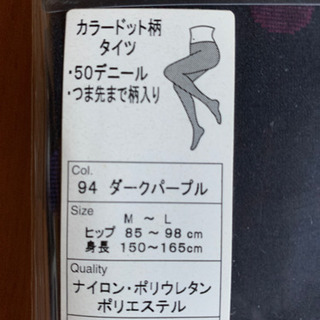 カラードット柄
タイツ
・50デニール
・つま先まで柄入り
Col.
94 ダークパープル
Size
M ～ L
ヒップ 85～98cm
身長 150～165cm
Quality
ナイロン・ポリウレタン
ポリエステル